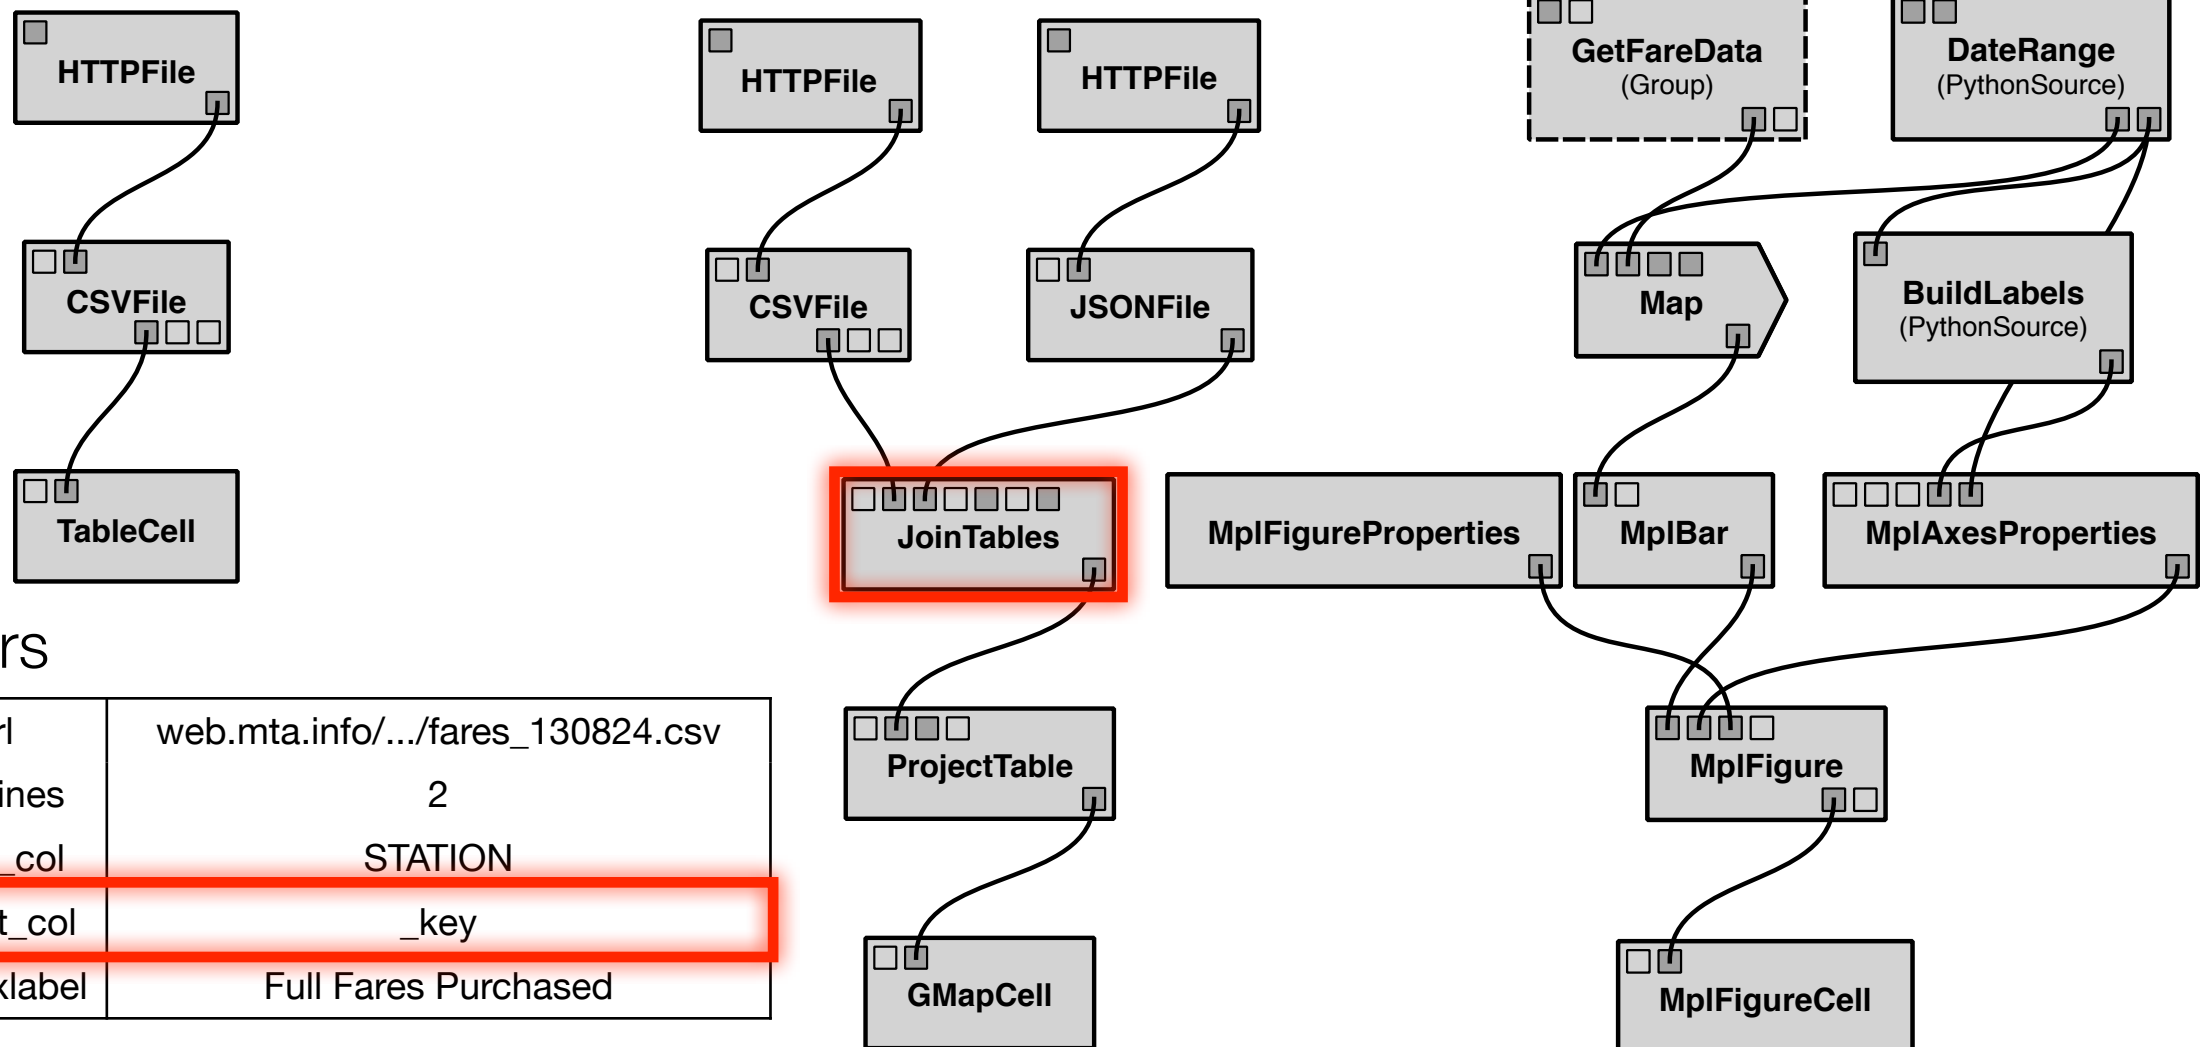 HTTPFile
HTTPFile
HTTPFile
GetFareData
(Group)
DateRange
(PythonSource)
CSVFile
CSVFile
JSONFile
Map
BuildLabels
(PythonSource)
TableCell
JoinTables
MplFigureProperties
MplBar
MplAxesProperties
rs
rl web.mta.info/.../fares_130824.csv
ines 2
_col STATION
t_col _key
xlabel Full Fares Purchased
ProjectTable
MplFigure
GMapCell
MplFigureCell